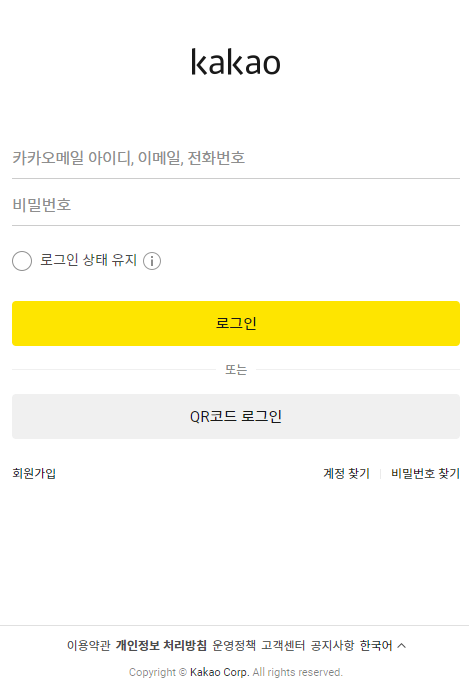 kakao
카카오메일 아이디, 이메일, 전화번호
비밀번호
로그인 상태 유지
로그인
또는
QR코드 로그인
회원가입 계정 찾기 비밀번호 찾기
이용약관 개인정보 처리방침 운영정책 고객센터 공지사항 한국어
Copyright © Kakao Corp. All rights reserved.